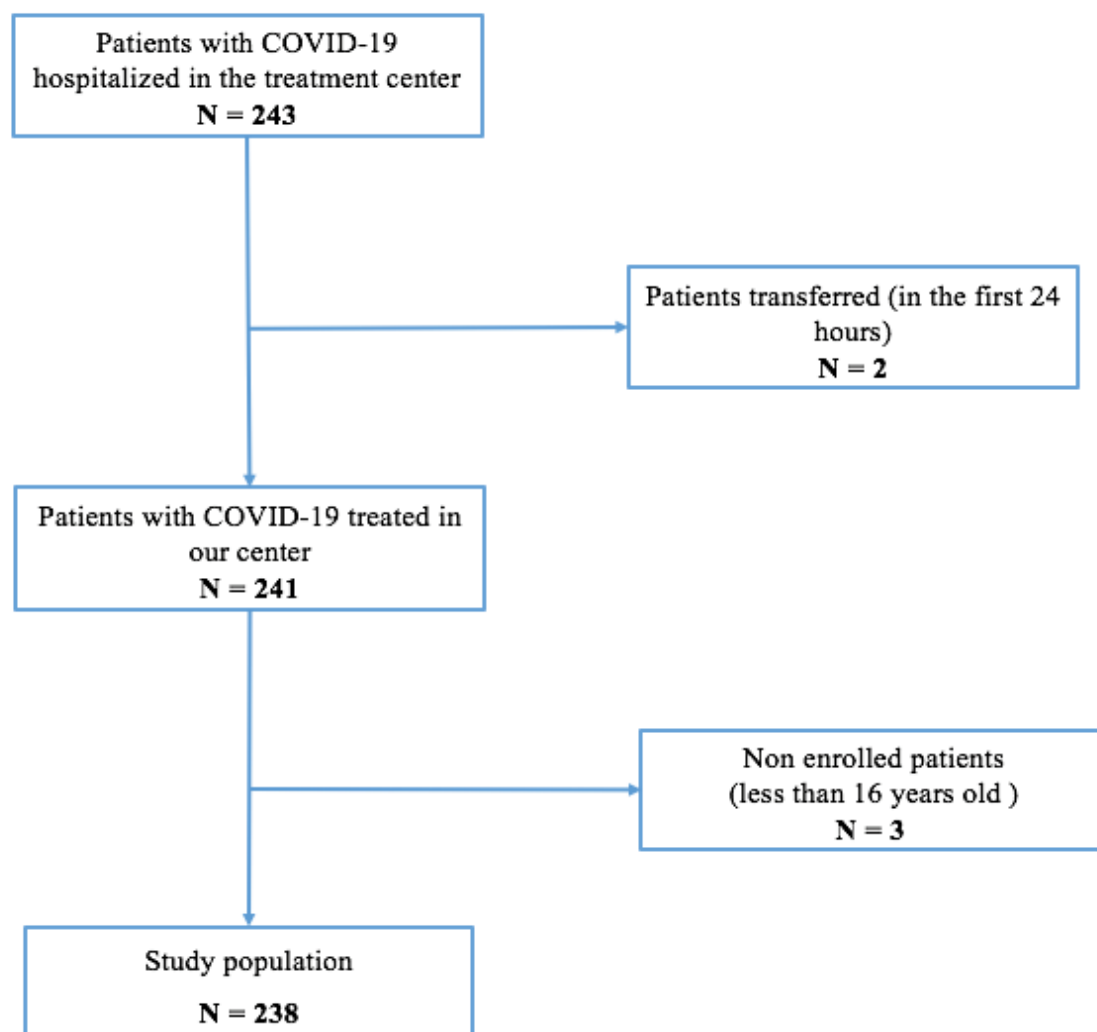 Patients with COVID-19
hospitalized in the treatment center
N = 243
Patients transferred (in the first 24
hours)
N = 2
Patients with COVID-19 treated in
our center
N = 241
Non enrolled patients
(less than 16 years old )
N = 3
Study population
N = 238